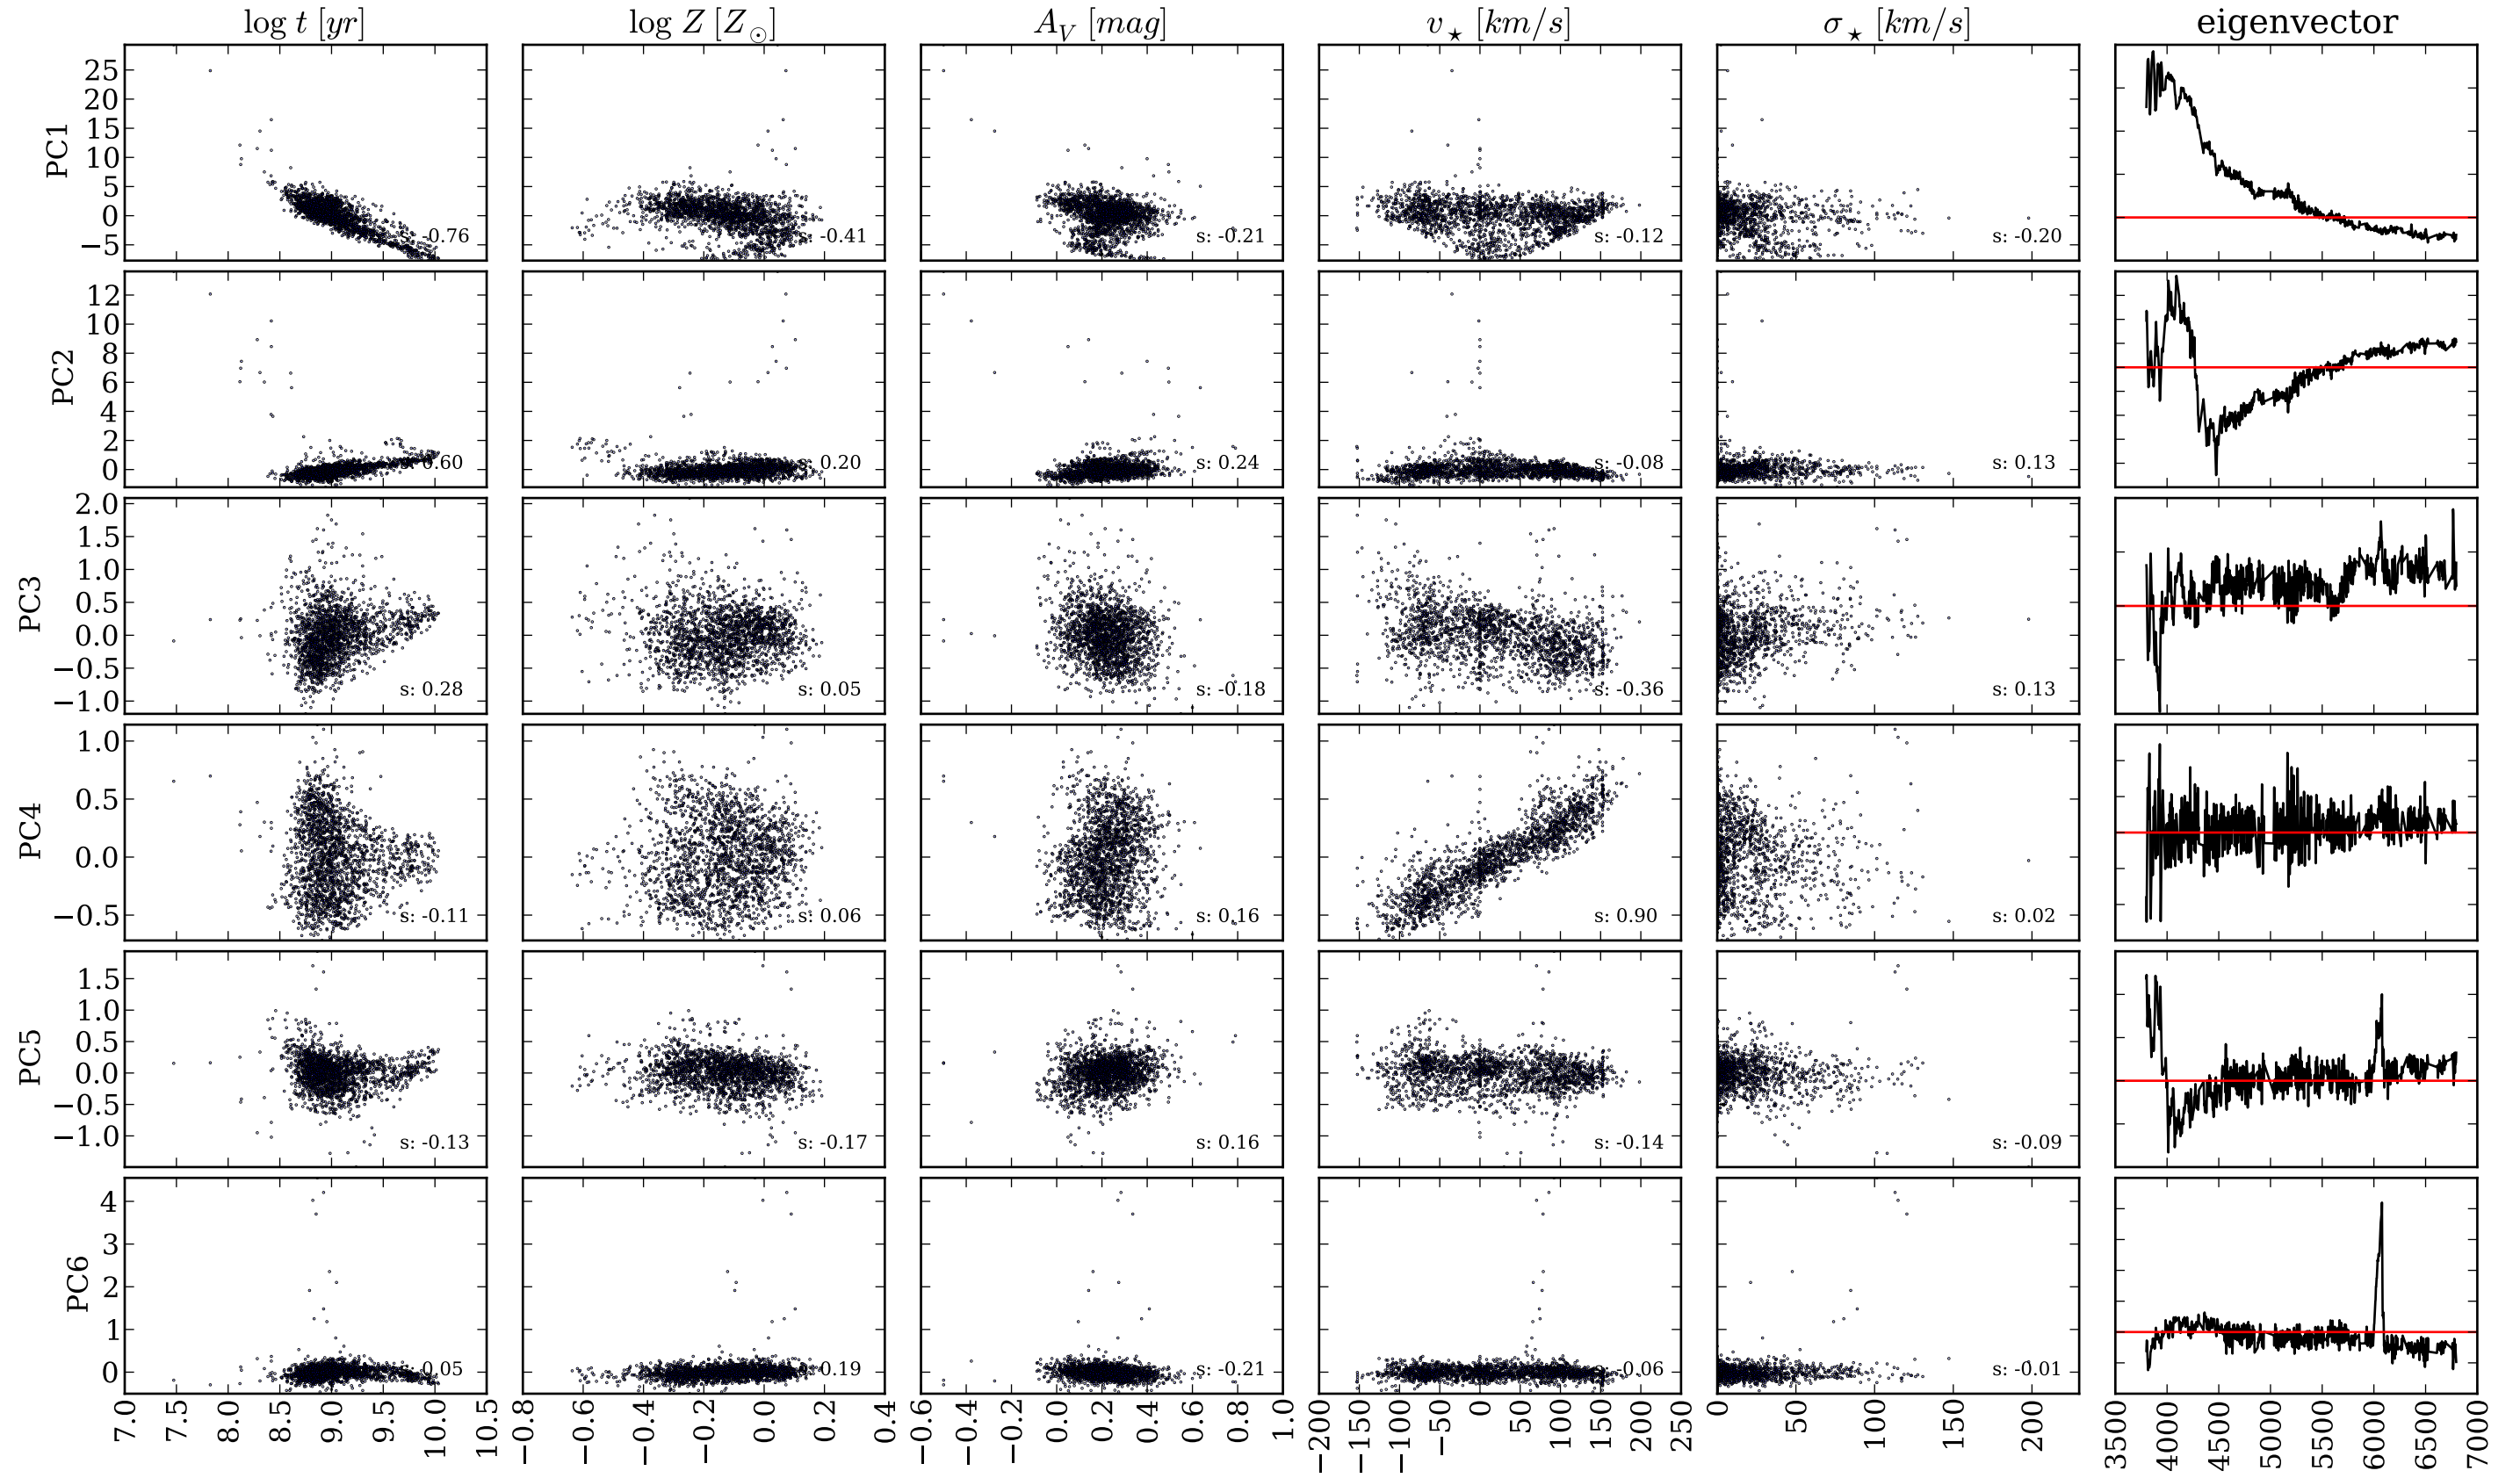 log t [yr] log Z [Z⊙] A_V [mag] v⋆ [km/s] σ⋆ [km/s] eigenvector
PC1
25
20
15
10
5
0
−5
-0.76
-0.41
s: -0.21
s: -0.12
s: -0.20
PC2
12
10
8
6
4
2
0
s: 0.60
s: 0.20
s: 0.24
s: -0.08
s: 0.13
PC3
2.0
1.5
1.0
0.5
0.0
−0.5
−1.0
s: 0.28
s: 0.05
s: -0.18
s: -0.36
s: 0.13
PC4
1.0
0.5
0.0
−0.5
s: -0.11
s: 0.06
s: 0.16
s: 0.90
s: 0.02
PC5
1.5
1.0
0.5
0.0
−0.5
−1.0
s: -0.13
s: -0.17
s: 0.16
s: -0.14
s: -0.09
PC6
4
3
2
1
0
0.05
s: 0.19
s: -0.21
s: -0.06
s: -0.01
7.0 7.5 8.0 8.5 9.0 9.5 10.0 10.5
−0.8 −0.6 −0.4 −0.2 0.0 0.2 0.4
−0.6 −0.4 −0.2 0.0 0.2 0.4 0.6 0.8 1.0
−200 −150 −100 −50 0 50 100 150 200 250
0 50 100 150 200
3500 4000 4500 5000 5500 6000 6500 7000